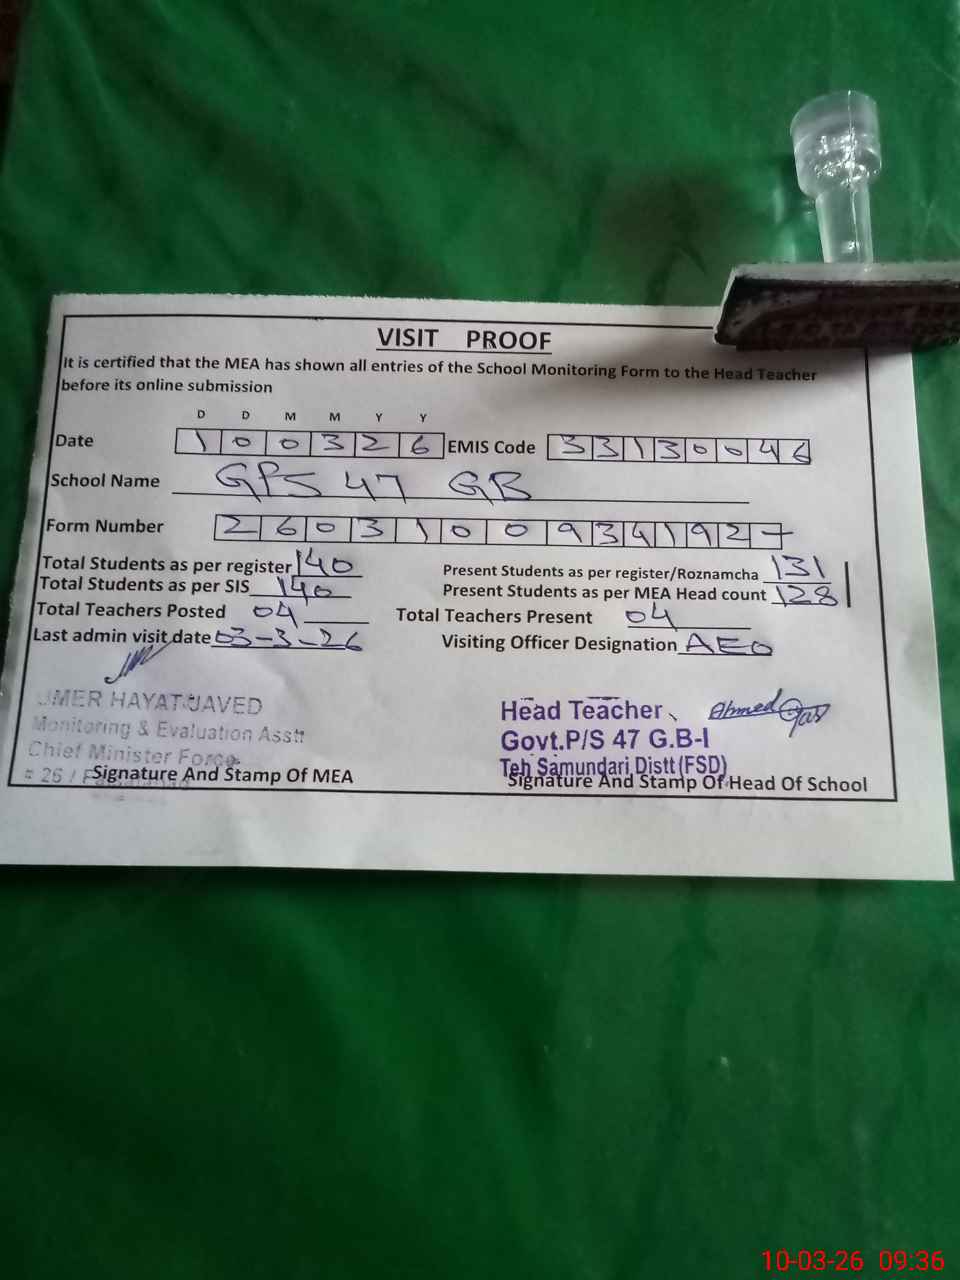 VISIT PROOF
It is certified that the MEA has shown all entries of the School Monitoring Form to the Head Teacher
before its online submission
D D M M Y Y
Date 1 0 0 3 2 6 EMIS Code 3 3 1 3 0 0 4 6
School Name GPS 47 GB
Form Number 2 6 0 3 1 0 0 9 3 4 1 9 2 7
Total Students as per register 140 Present Students as per register/Roznamcha 131
Total Students as per SIS 140 Present Students as per MEA Head count 128
Total Teachers Posted 04 Total Teachers Present 04
Last admin visit date 03-3-26 Visiting Officer Designation AEO
UMER HAYAT JAVED
Monitoring & Evaluation Asstt
Chief Minister Force
# 26 /
Signature And Stamp Of MEA
Head Teacher Ahmed
Govt.P/S 47 G.B-I
Teh Samundari Distt (FSD)
Signature And Stamp Of Head Of School
10-03-26 09:36